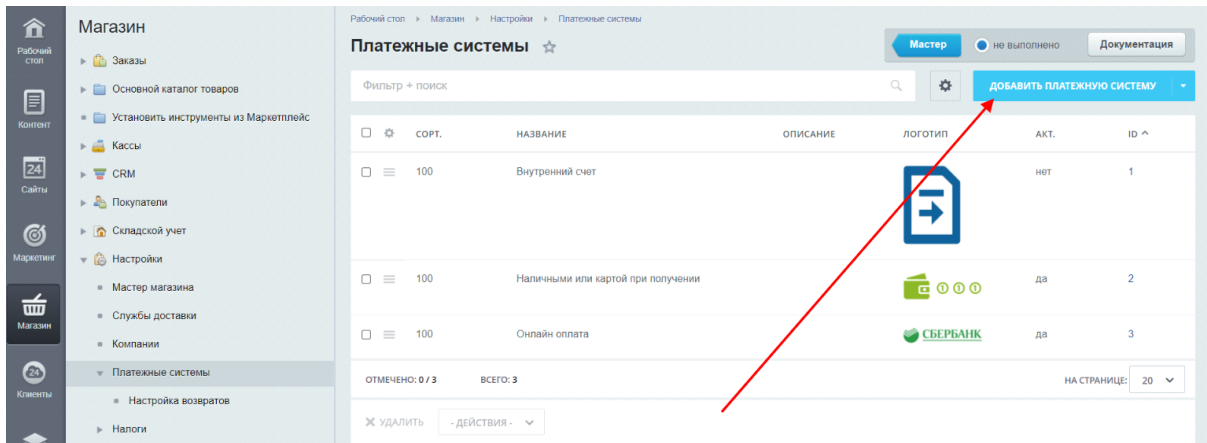 Рабочий стол
Контент
24
Сайты
Маркетинг
Магазин
24
Клиенты
Магазин
Заказы
Основной каталог товаров
Установить инструменты из Маркетплейс
Кассы
CRM
Покупатели
Складской учет
Настройки
Мастер магазина
Службы доставки
Компании
Платежные системы
Настройка возвратов
Налоги
Рабочий стол Магазин Настройки Платежные системы
Платежные системы
Мастер не выполнено Документация
Фильтр + поиск
ДОБАВИТЬ ПЛАТЕЖНУЮ СИСТЕМУ
СОРТ. НАЗВАНИЕ ОПИСАНИЕ ЛОГОТИП АКТ. ID
100 Внутренний счет нет 1
100 Наличными или картой при получении да 2
100 Онлайн оплата СБЕРБАНК да 3
ОТМЕЧЕНО: 0 / 3 ВСЕГО: 3 НА СТРАНИЦЕ: 20
УДАЛИТЬ - ДЕЙСТВИЯ -